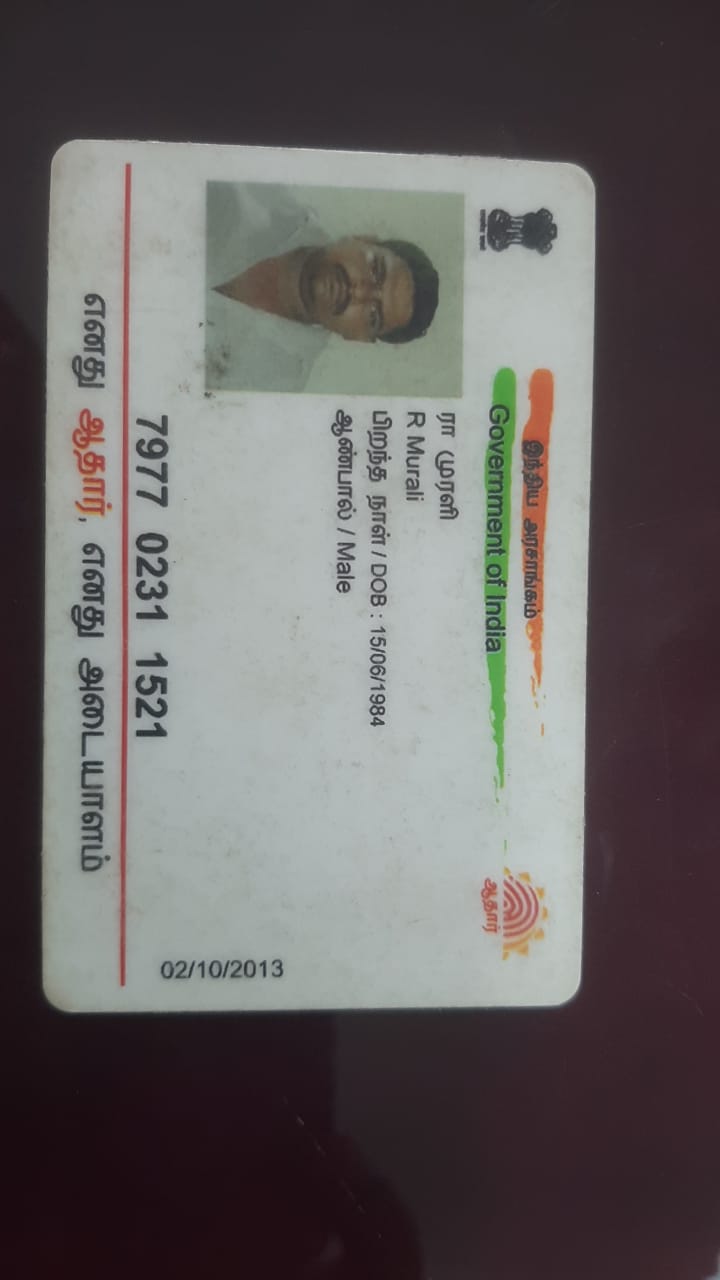 இந்திய அரசாங்கம்
Government of India
ரா முரளி
R Murali
பிறந்த நாள் / DOB : 15/06/1984
ஆண்பால் / Male
ஆதார்
02/10/2013
7977 0231 1521
எனது ஆதார், எனது அடையாளம்